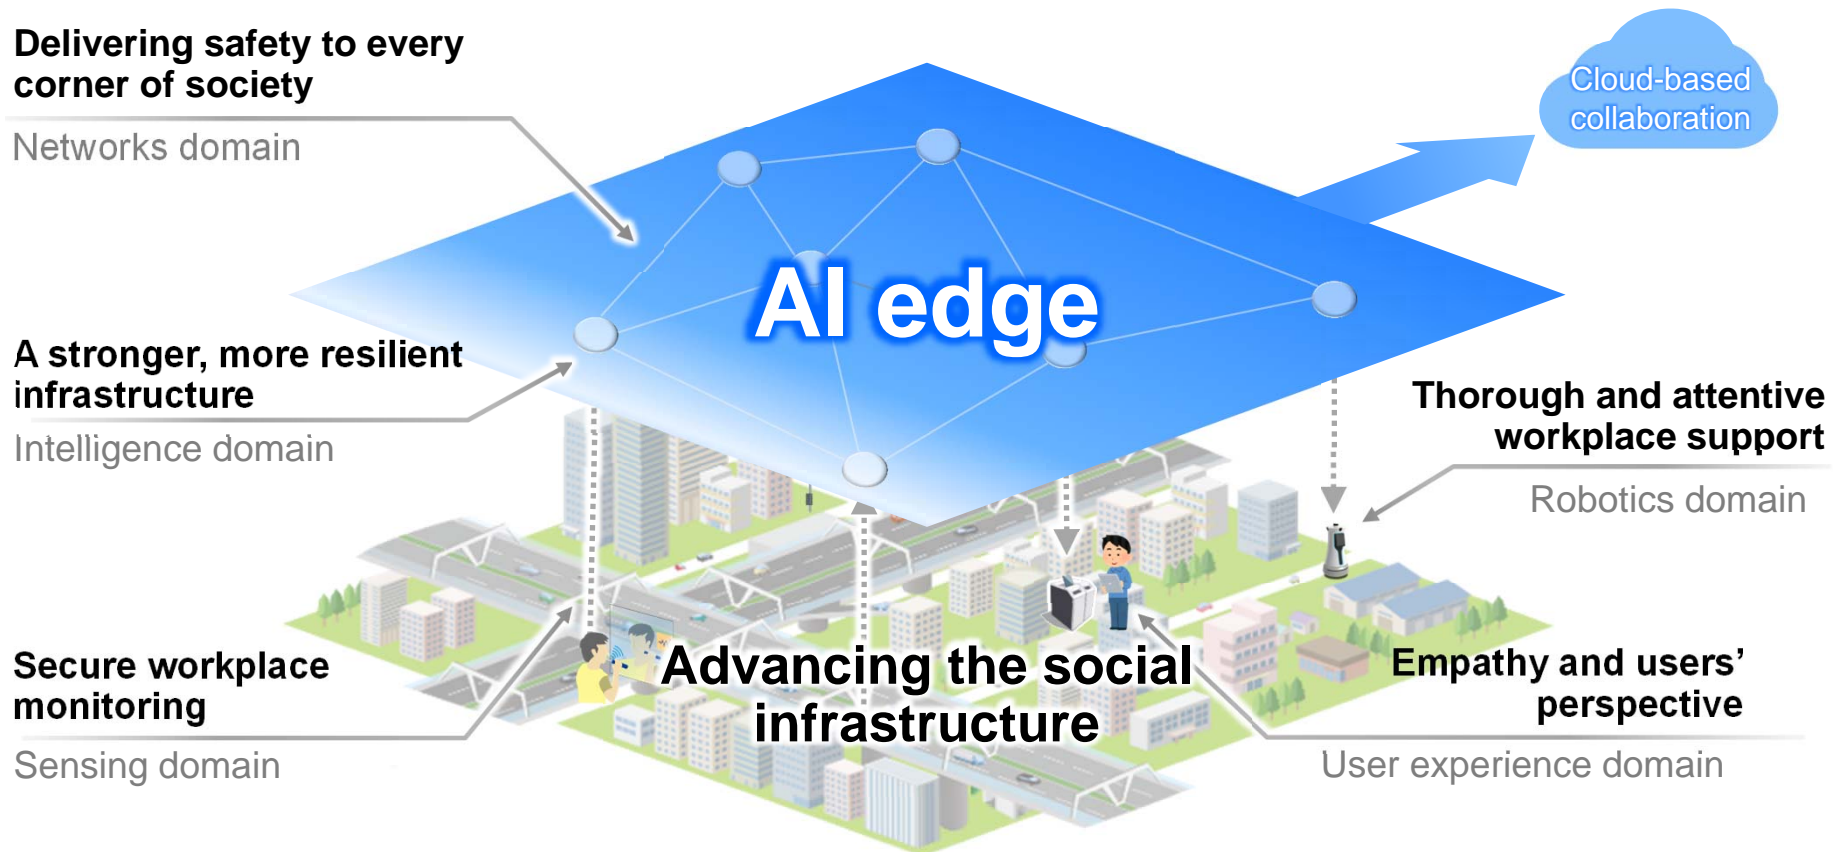 Delivering safety to every
corner of society
Networks domain
Cloud-based
collaboration
AI edge
A stronger, more resilient
infrastructure
Intelligence domain
Thorough and attentive
workplace support
Robotics domain
Secure workplace
monitoring
Sensing domain
Advancing the social
infrastructure
Empathy and users’
perspective
User experience domain